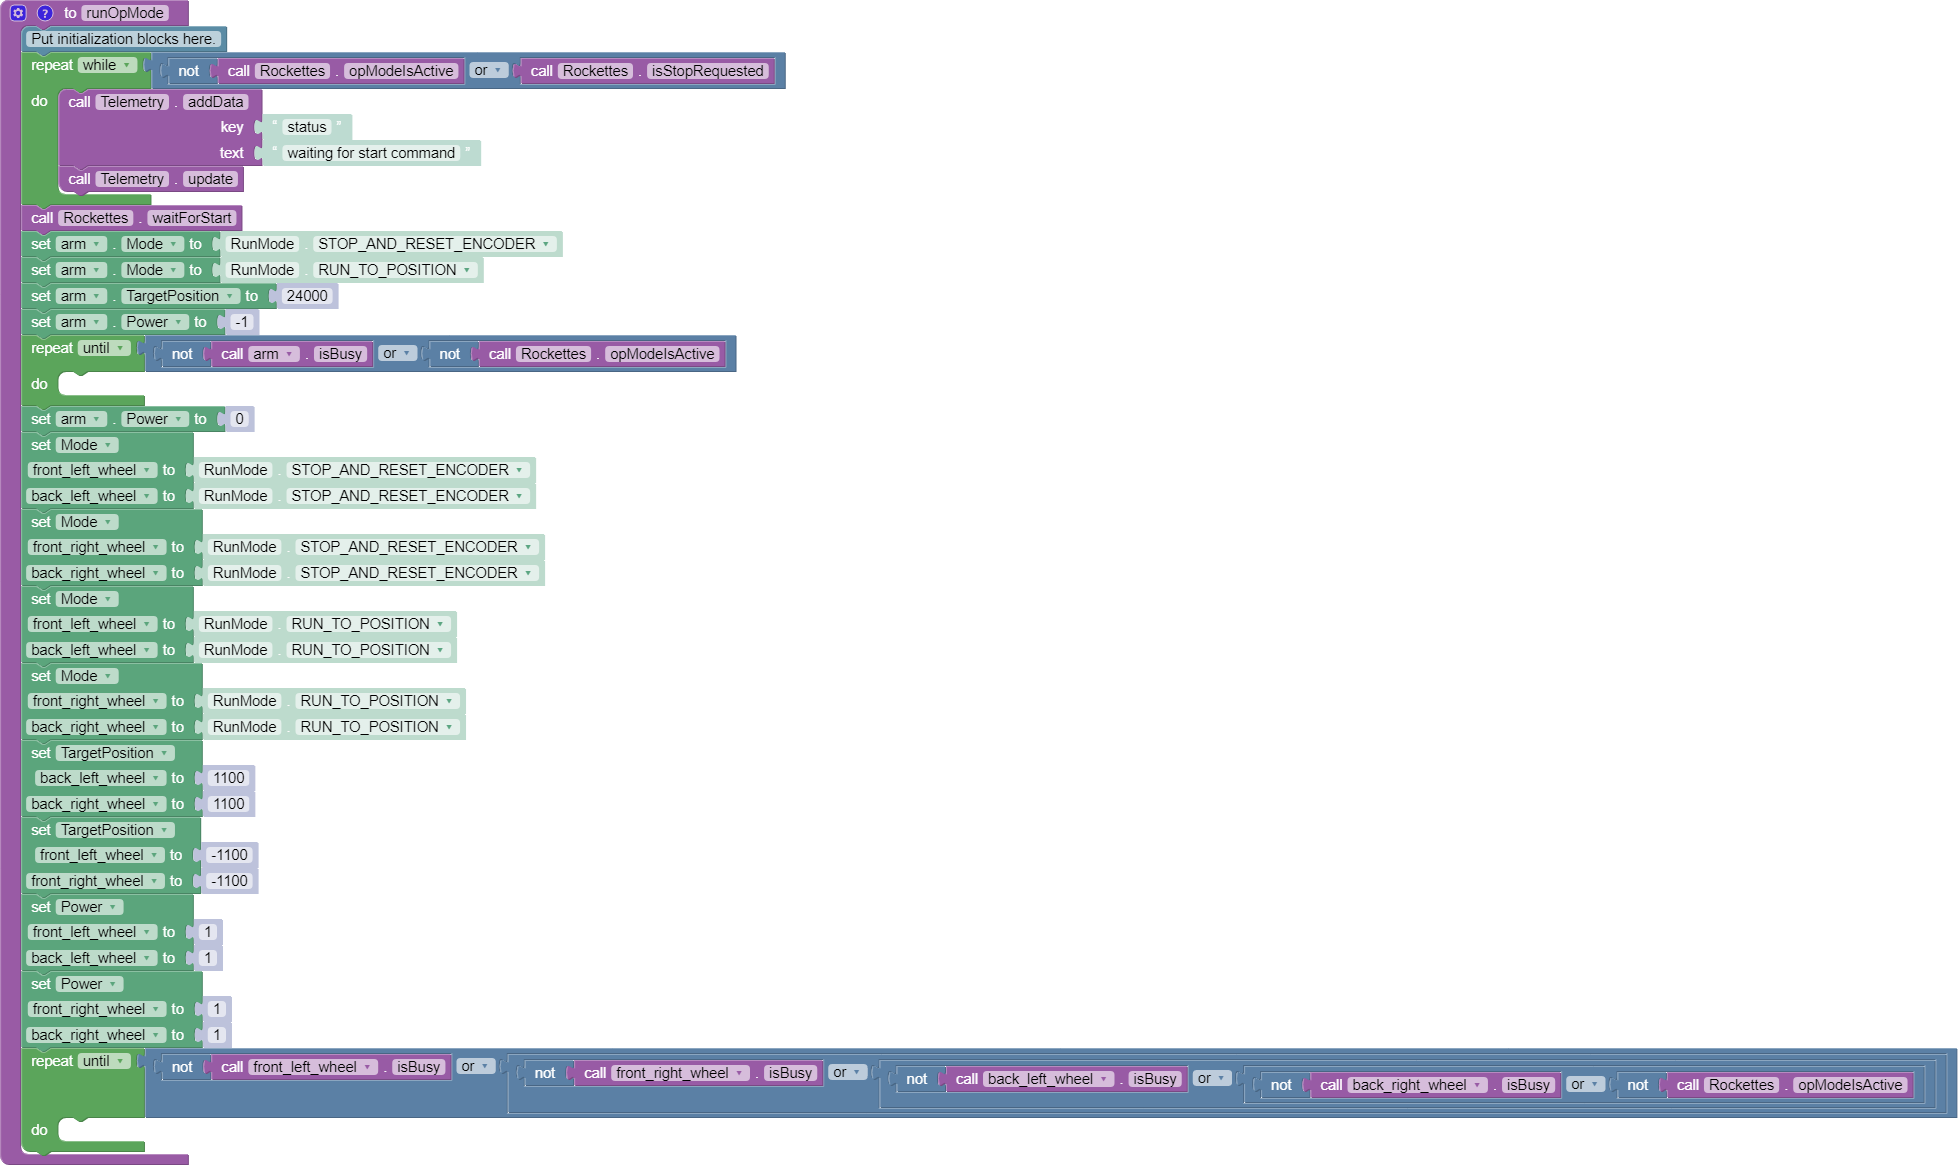 ? to runOpMode
Put initialization blocks here.
repeat while not call Rockettes . opModeIsActive or call Rockettes . isStopRequested
do call Telemetry . addData
key “ status ”
text “ waiting for start command ”
call Telemetry . update
call Rockettes . waitForStart
set arm . Mode to RunMode . STOP_AND_RESET_ENCODER
set arm . Mode to RunMode . RUN_TO_POSITION
set arm . TargetPosition to 24000
set arm . Power to -1
repeat until not call arm . isBusy or not call Rockettes . opModeIsActive
do
set arm . Power to 0
set Mode
front_left_wheel to RunMode . STOP_AND_RESET_ENCODER
back_left_wheel to RunMode . STOP_AND_RESET_ENCODER
set Mode
front_right_wheel to RunMode . STOP_AND_RESET_ENCODER
back_right_wheel to RunMode . STOP_AND_RESET_ENCODER
set Mode
front_left_wheel to RunMode . RUN_TO_POSITION
back_left_wheel to RunMode . RUN_TO_POSITION
set Mode
front_right_wheel to RunMode . RUN_TO_POSITION
back_right_wheel to RunMode . RUN_TO_POSITION
set TargetPosition
back_left_wheel to 1100
back_right_wheel to 1100
set TargetPosition
front_left_wheel to -1100
front_right_wheel to -1100
set Power
front_left_wheel to 1
back_left_wheel to 1
set Power
front_right_wheel to 1
back_right_wheel to 1
repeat until not call front_left_wheel . isBusy or not call front_right_wheel . isBusy or not call back_left_wheel . isBusy or not call back_right_wheel . isBusy or not call Rockettes . opModeIsActive
do